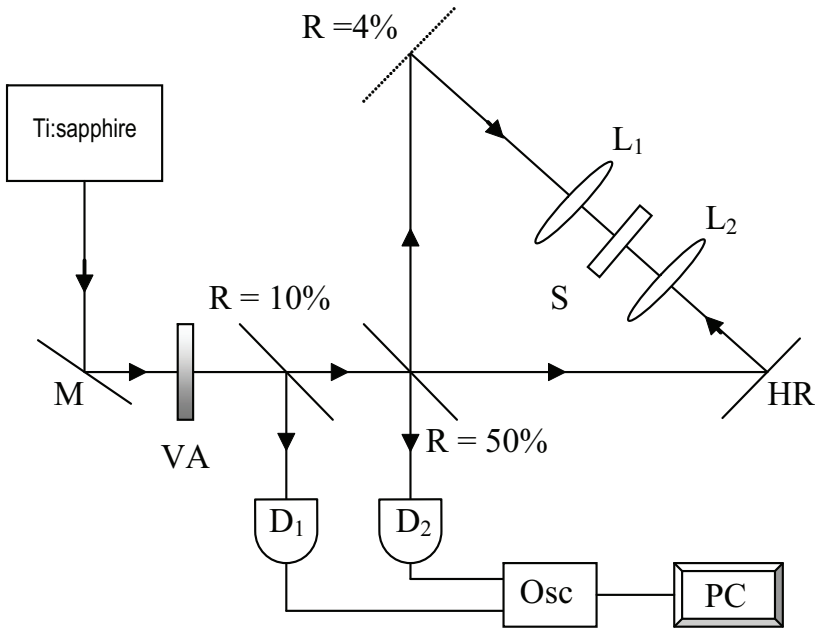 R =4%
Ti:sapphire
L₁
L₂
R = 10%
S
M
HR
VA
R = 50%
D₁
D₂
Osc
PC